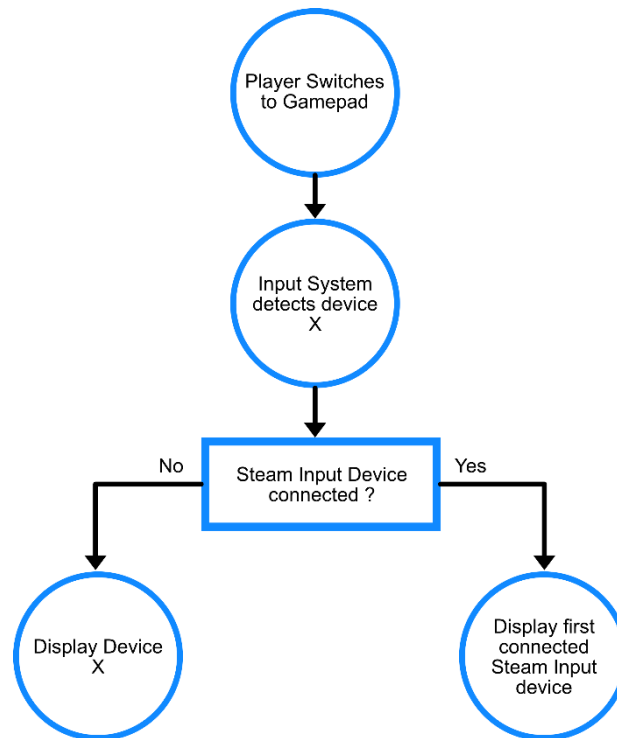 Player Switches
to Gamepad
Input System
detects device
X
No
Steam Input Device
connected ?
Yes
Display Device
X
Display first
connected
Steam Input
device